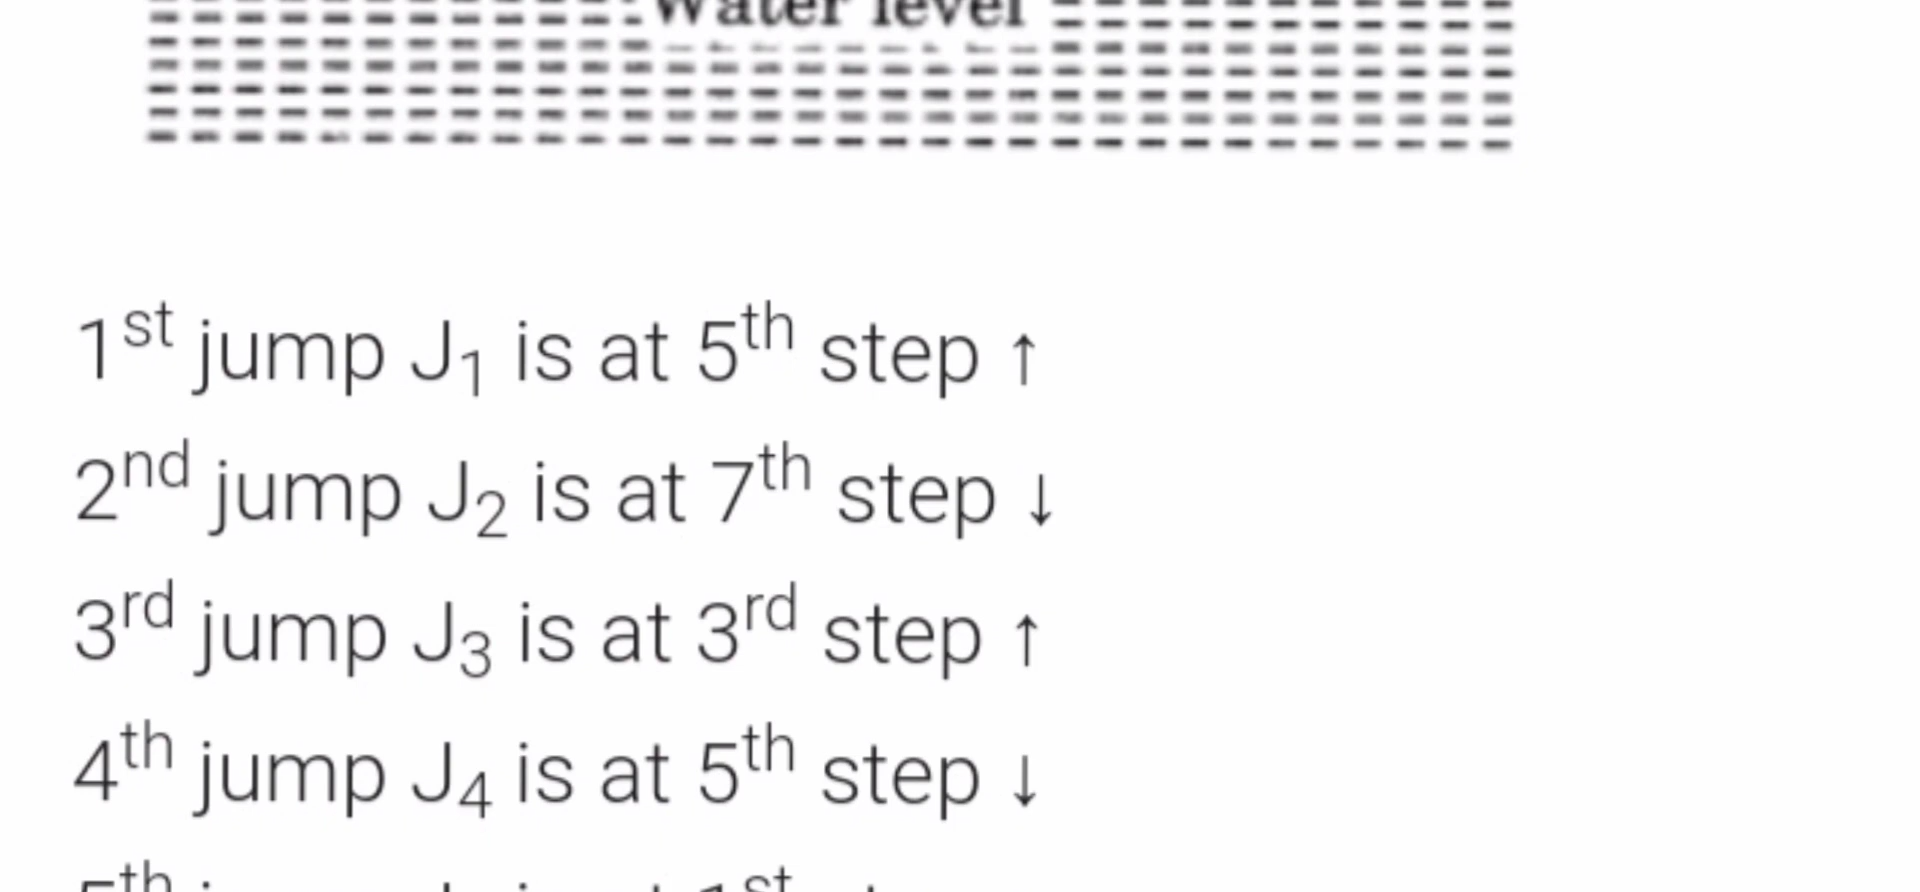 Water level
1st jump J1 is at 5th step ↑
2nd jump J2 is at 7th step ↓
3rd jump J3 is at 3rd step ↑
4th jump J4 is at 5th step ↓